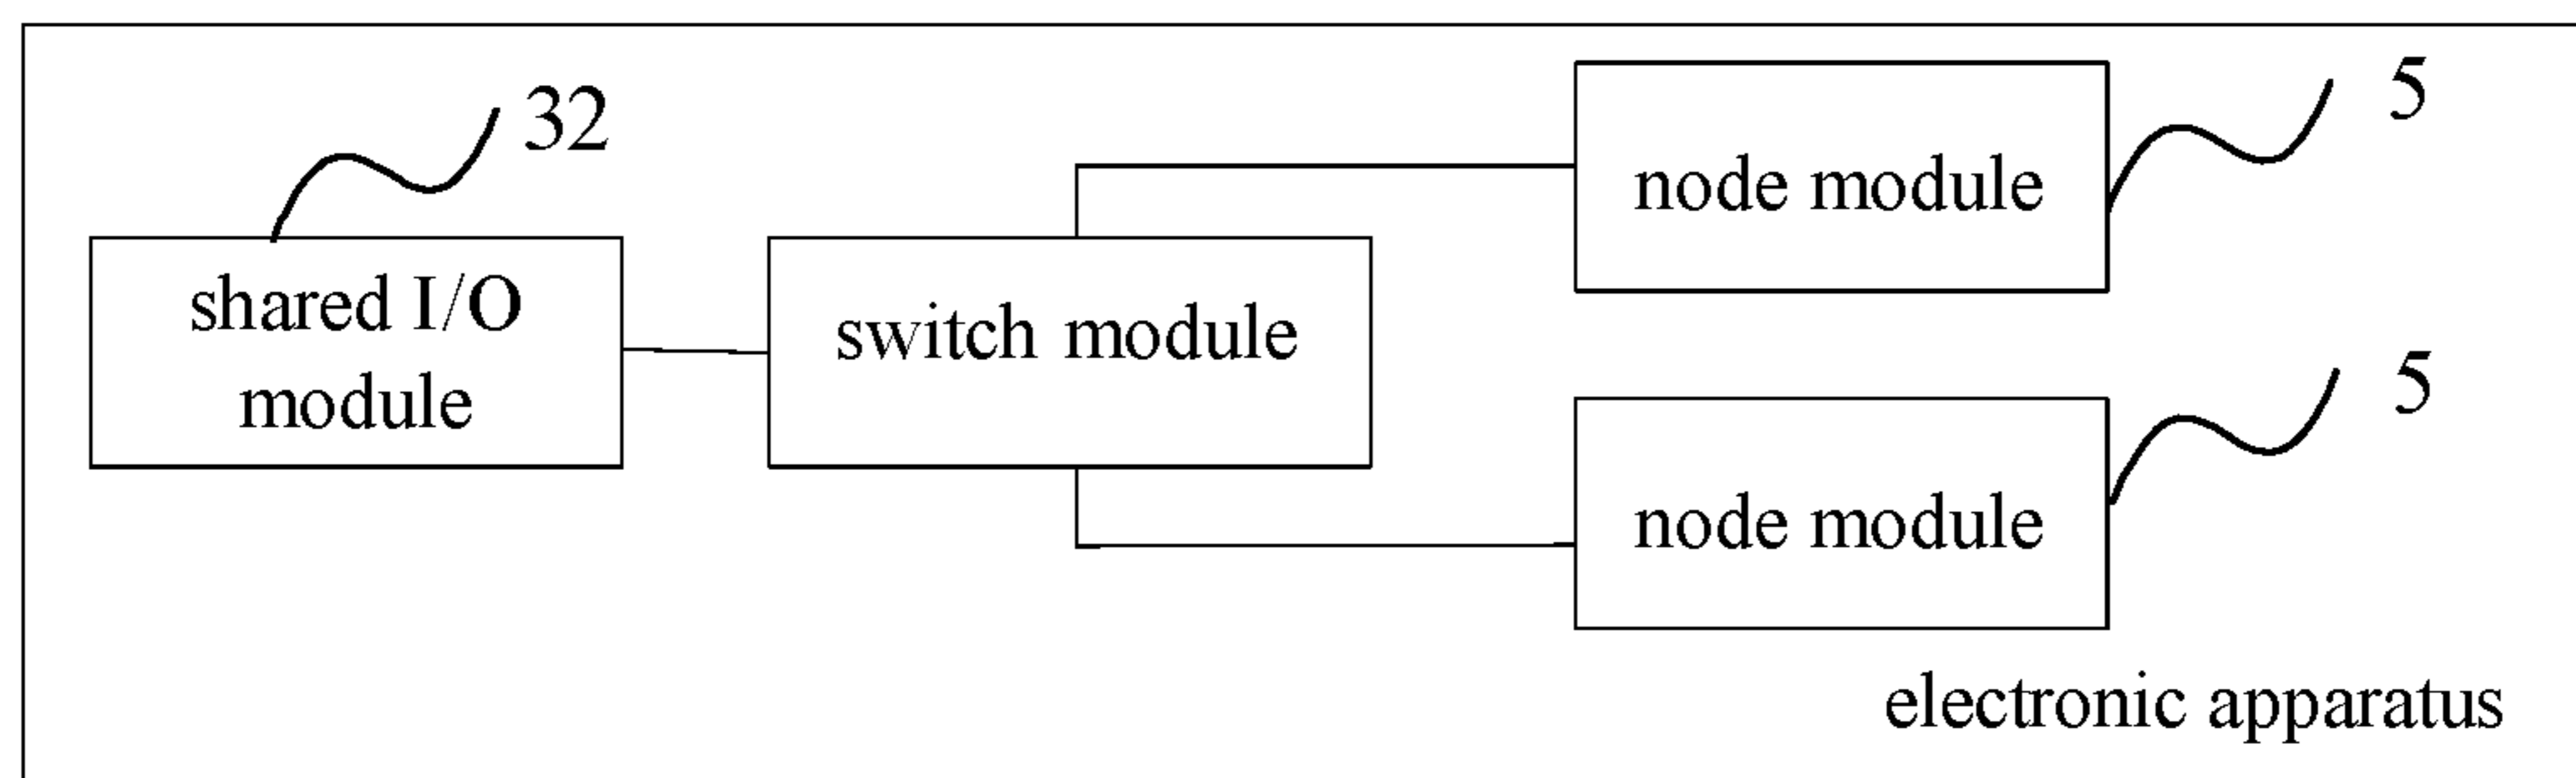 32
5
node module
shared I/O
module
switch module
5
node module
electronic apparatus